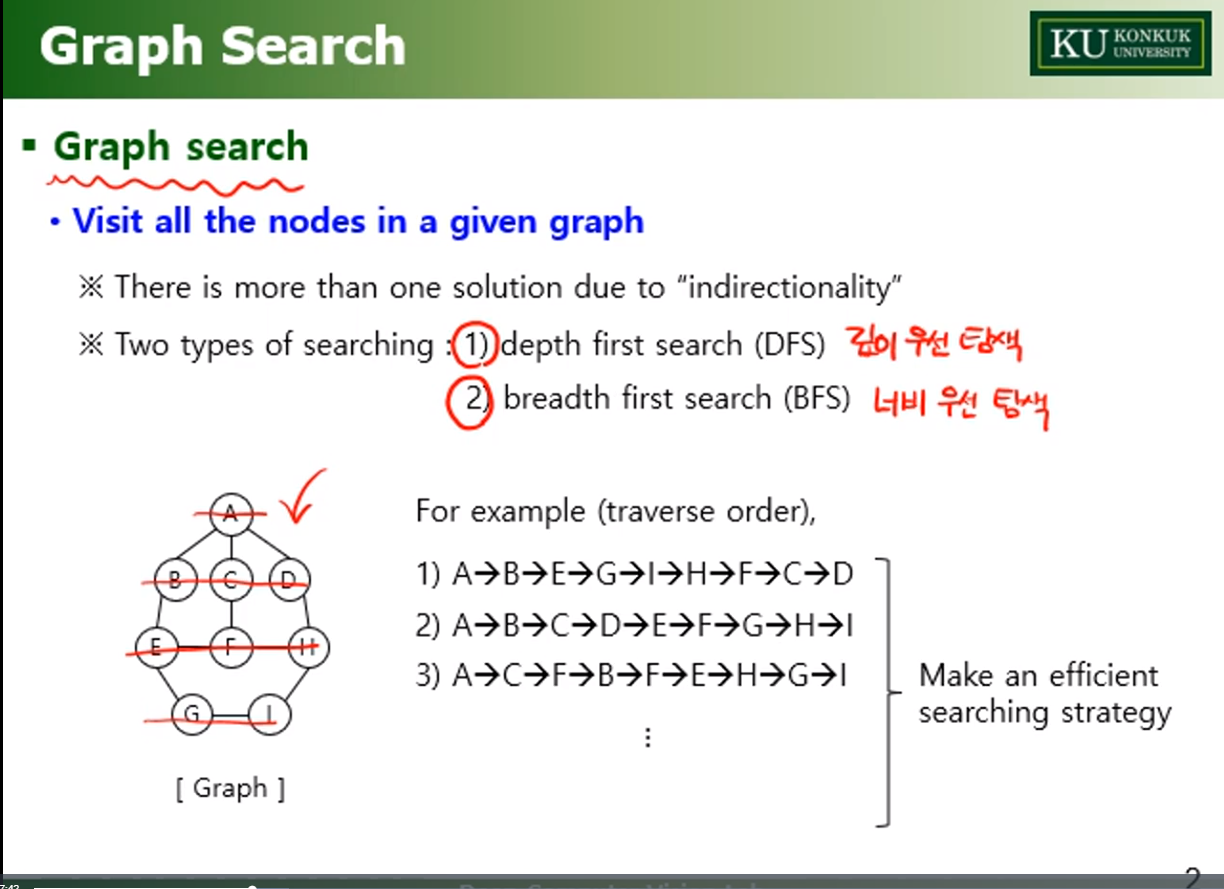 Graph Search
KU KONKUK UNIVERSITY
▪ Graph search
• Visit all the nodes in a given graph
※ There is more than one solution due to “indirectionality”
※ Two types of searching : 1) depth first search (DFS) 깊이 우선 탐색
2) breadth first search (BFS) 너비 우선 탐색
A
B C D
E F H
G I
[ Graph ]
For example (traverse order),
1) A→B→E→G→I→H→F→C→D
2) A→B→C→D→E→F→G→H→I
3) A→C→F→B→F→E→H→G→I
⋮
Make an efficient
searching strategy
2